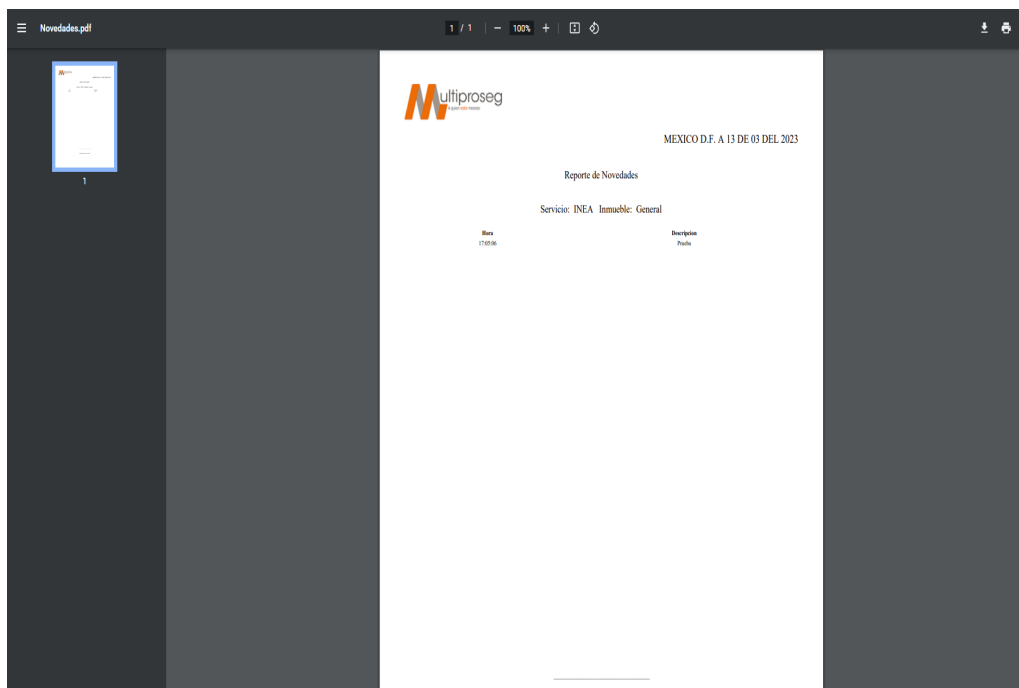 Novedades.pdf
1 / 1
100%
1
Multiproseg
MEXICO D.F. A 13 DE 03 DEL 2023
Reporte de Novedades
Servicio: INEA Inmueble: General
Hora Descripcion
17:05:06 Prueba